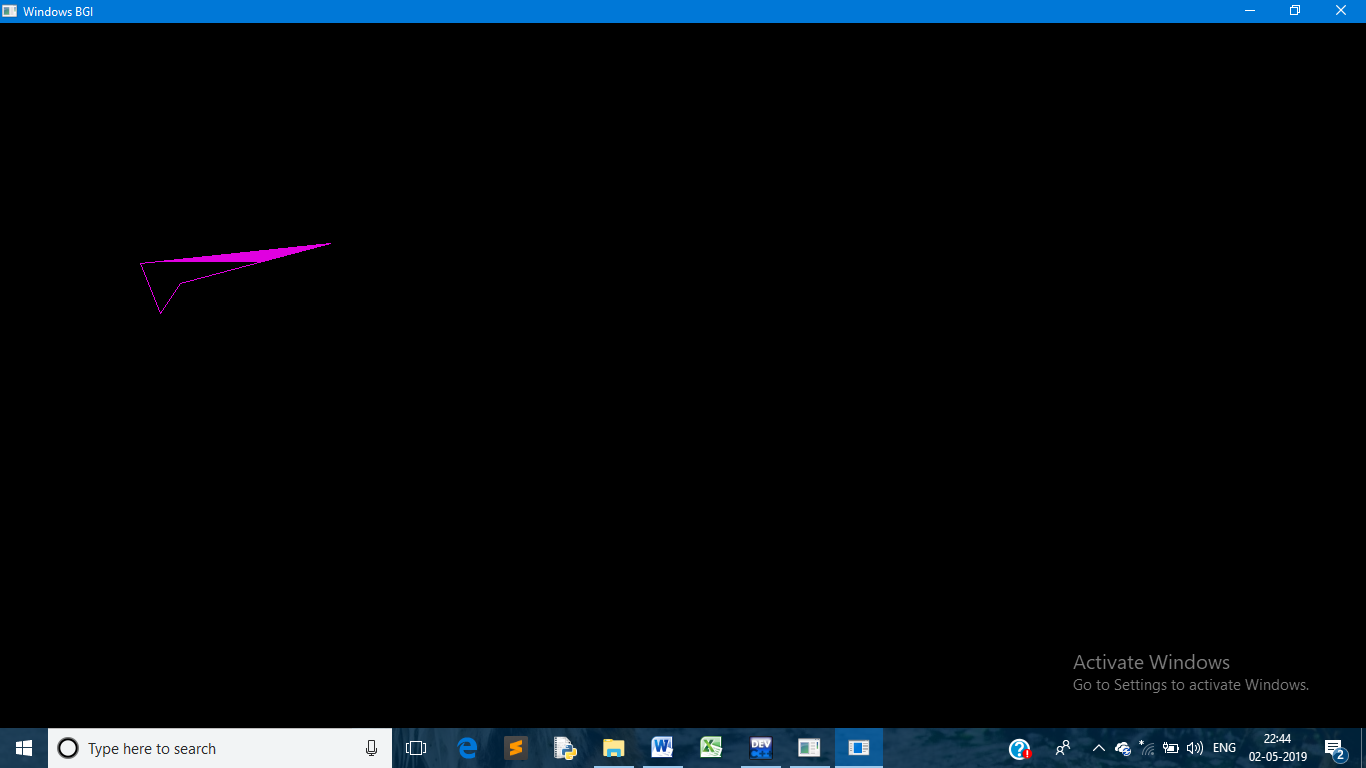 Windows BGI
Activate Windows
Go to Settings to activate Windows.
Type here to search
W
X
DEV
ENG
22:44
02-05-2019
2